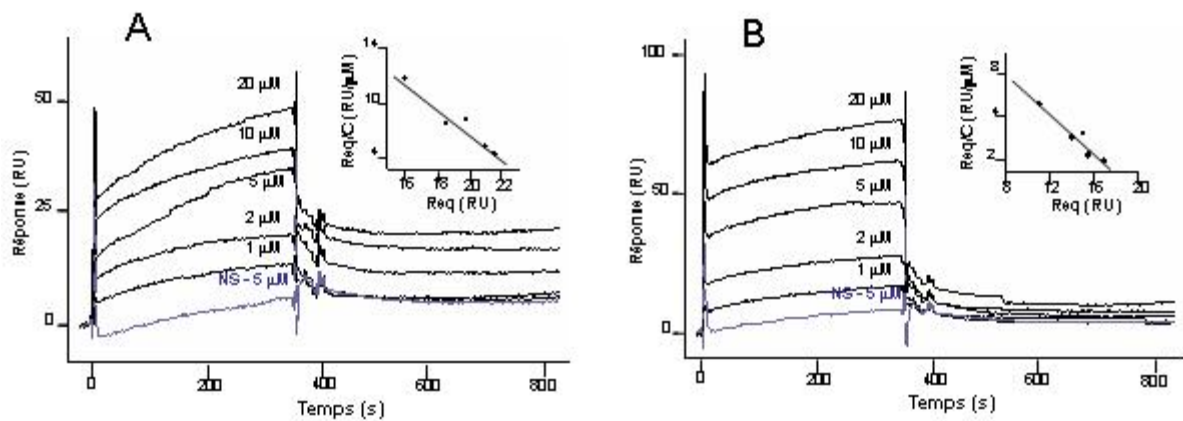 A
50
25
0
Réponse (RU)
20 µM
10 µM
5 µM
2 µM
1 µM
NS - 5 µM
0
200
400
600
800
Temps (s)
14
10
Req/C (RU/µM)
16
18
20
22
Req (RU)
B
100
50
0
Réponse (RU)
20 µM
10 µM
5 µM
2 µM
1 µM
NS - 5 µM
0
200
400
600
800
Temps (s)
2
Req/C (RU/µM)
8
12
16
20
Req (RU)